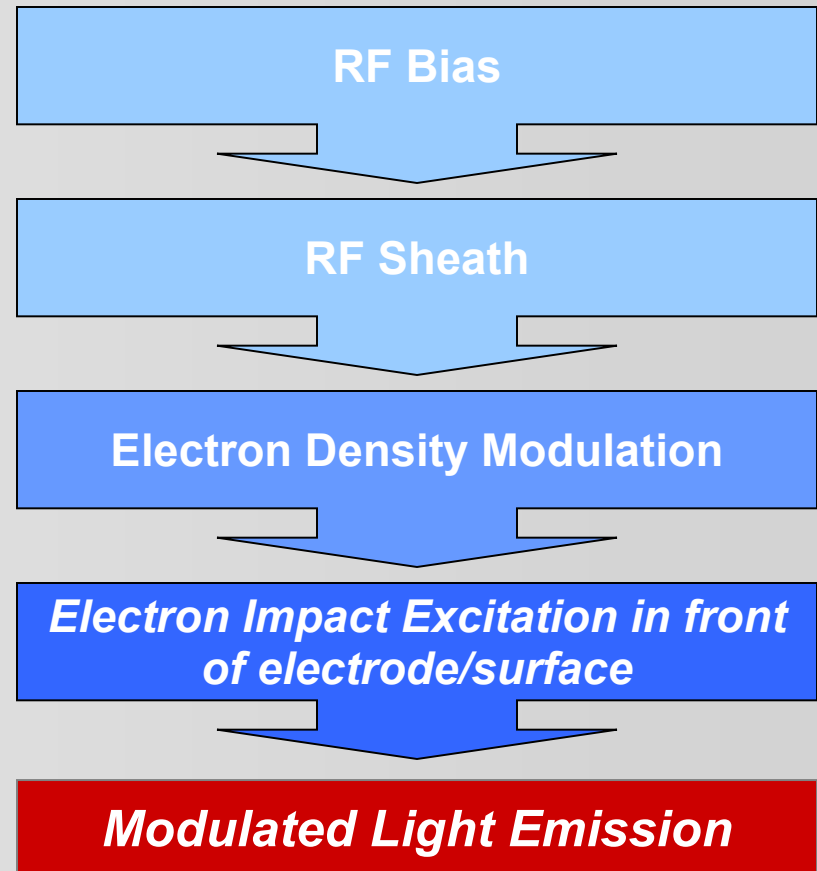 RF Bias
RF Sheath
Electron Density Modulation
Electron Impact Excitation in front
of electrode/surface
Modulated Light Emission